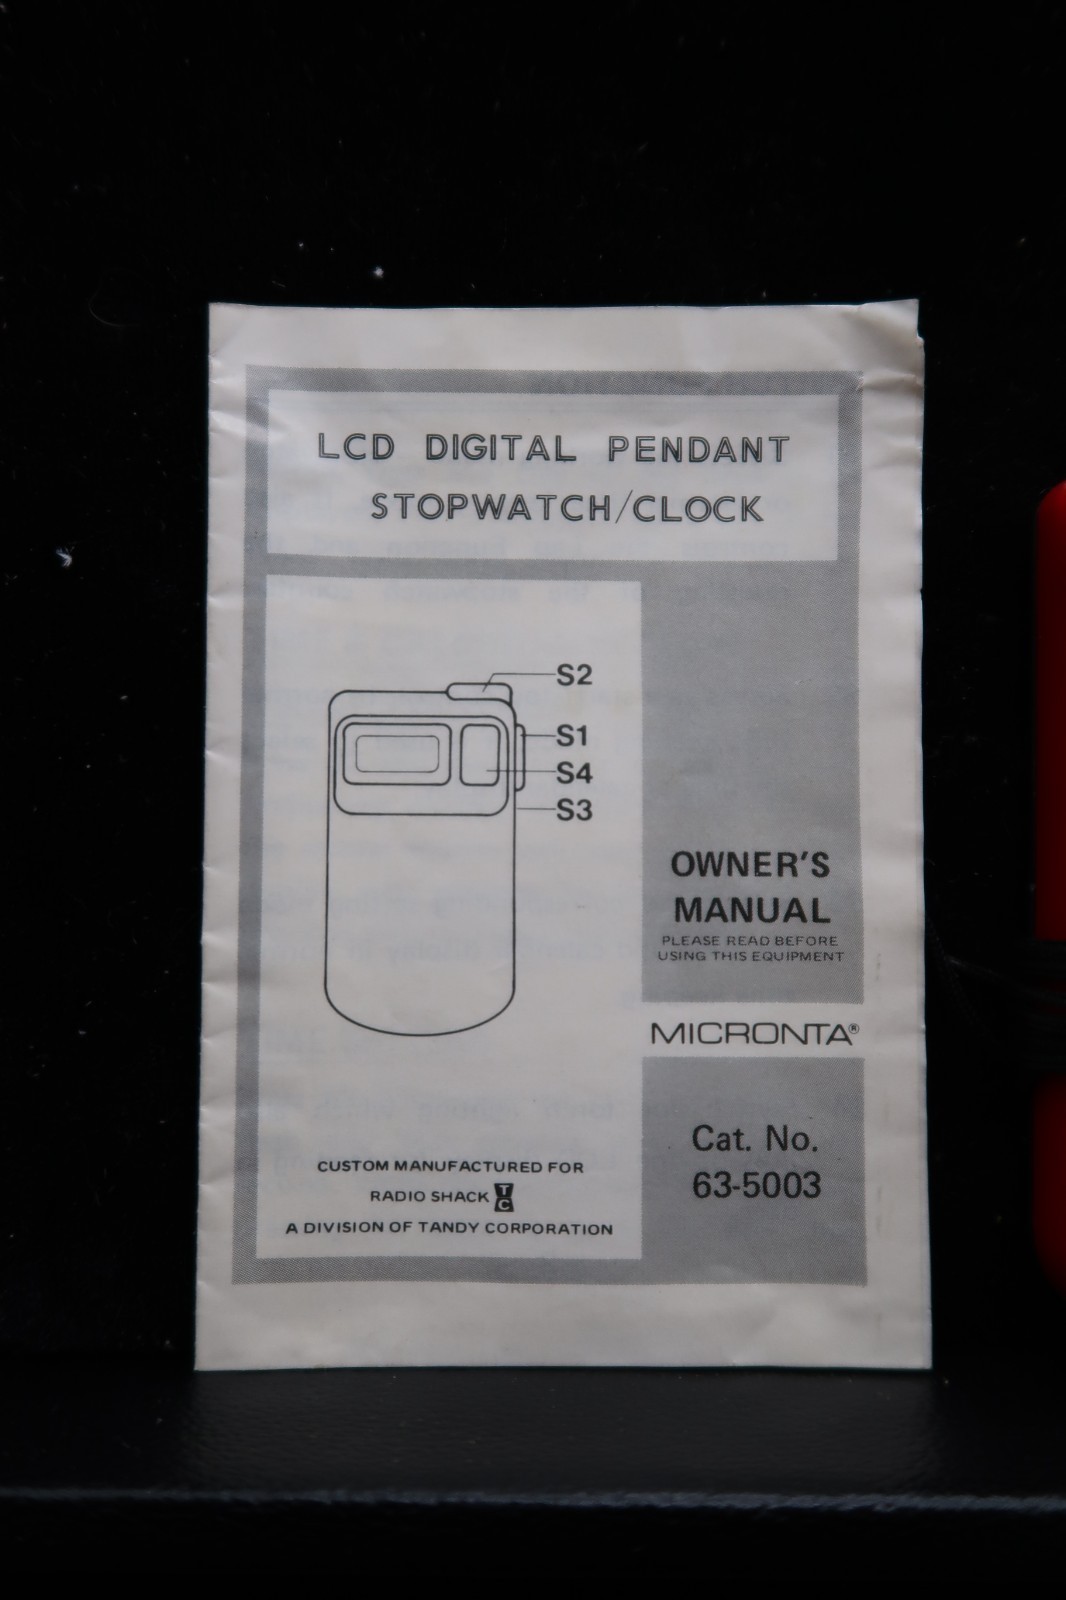 LCD DIGITAL PENDANT
STOPWATCH/CLOCK
S2
S1
S4
S3
OWNER'S
MANUAL
PLEASE READ BEFORE
USING THIS EQUIPMENT
MICRONTA®
Cat. No.
63-5003
CUSTOM MANUFACTURED FOR
RADIO SHACK TC
A DIVISION OF TANDY CORPORATION